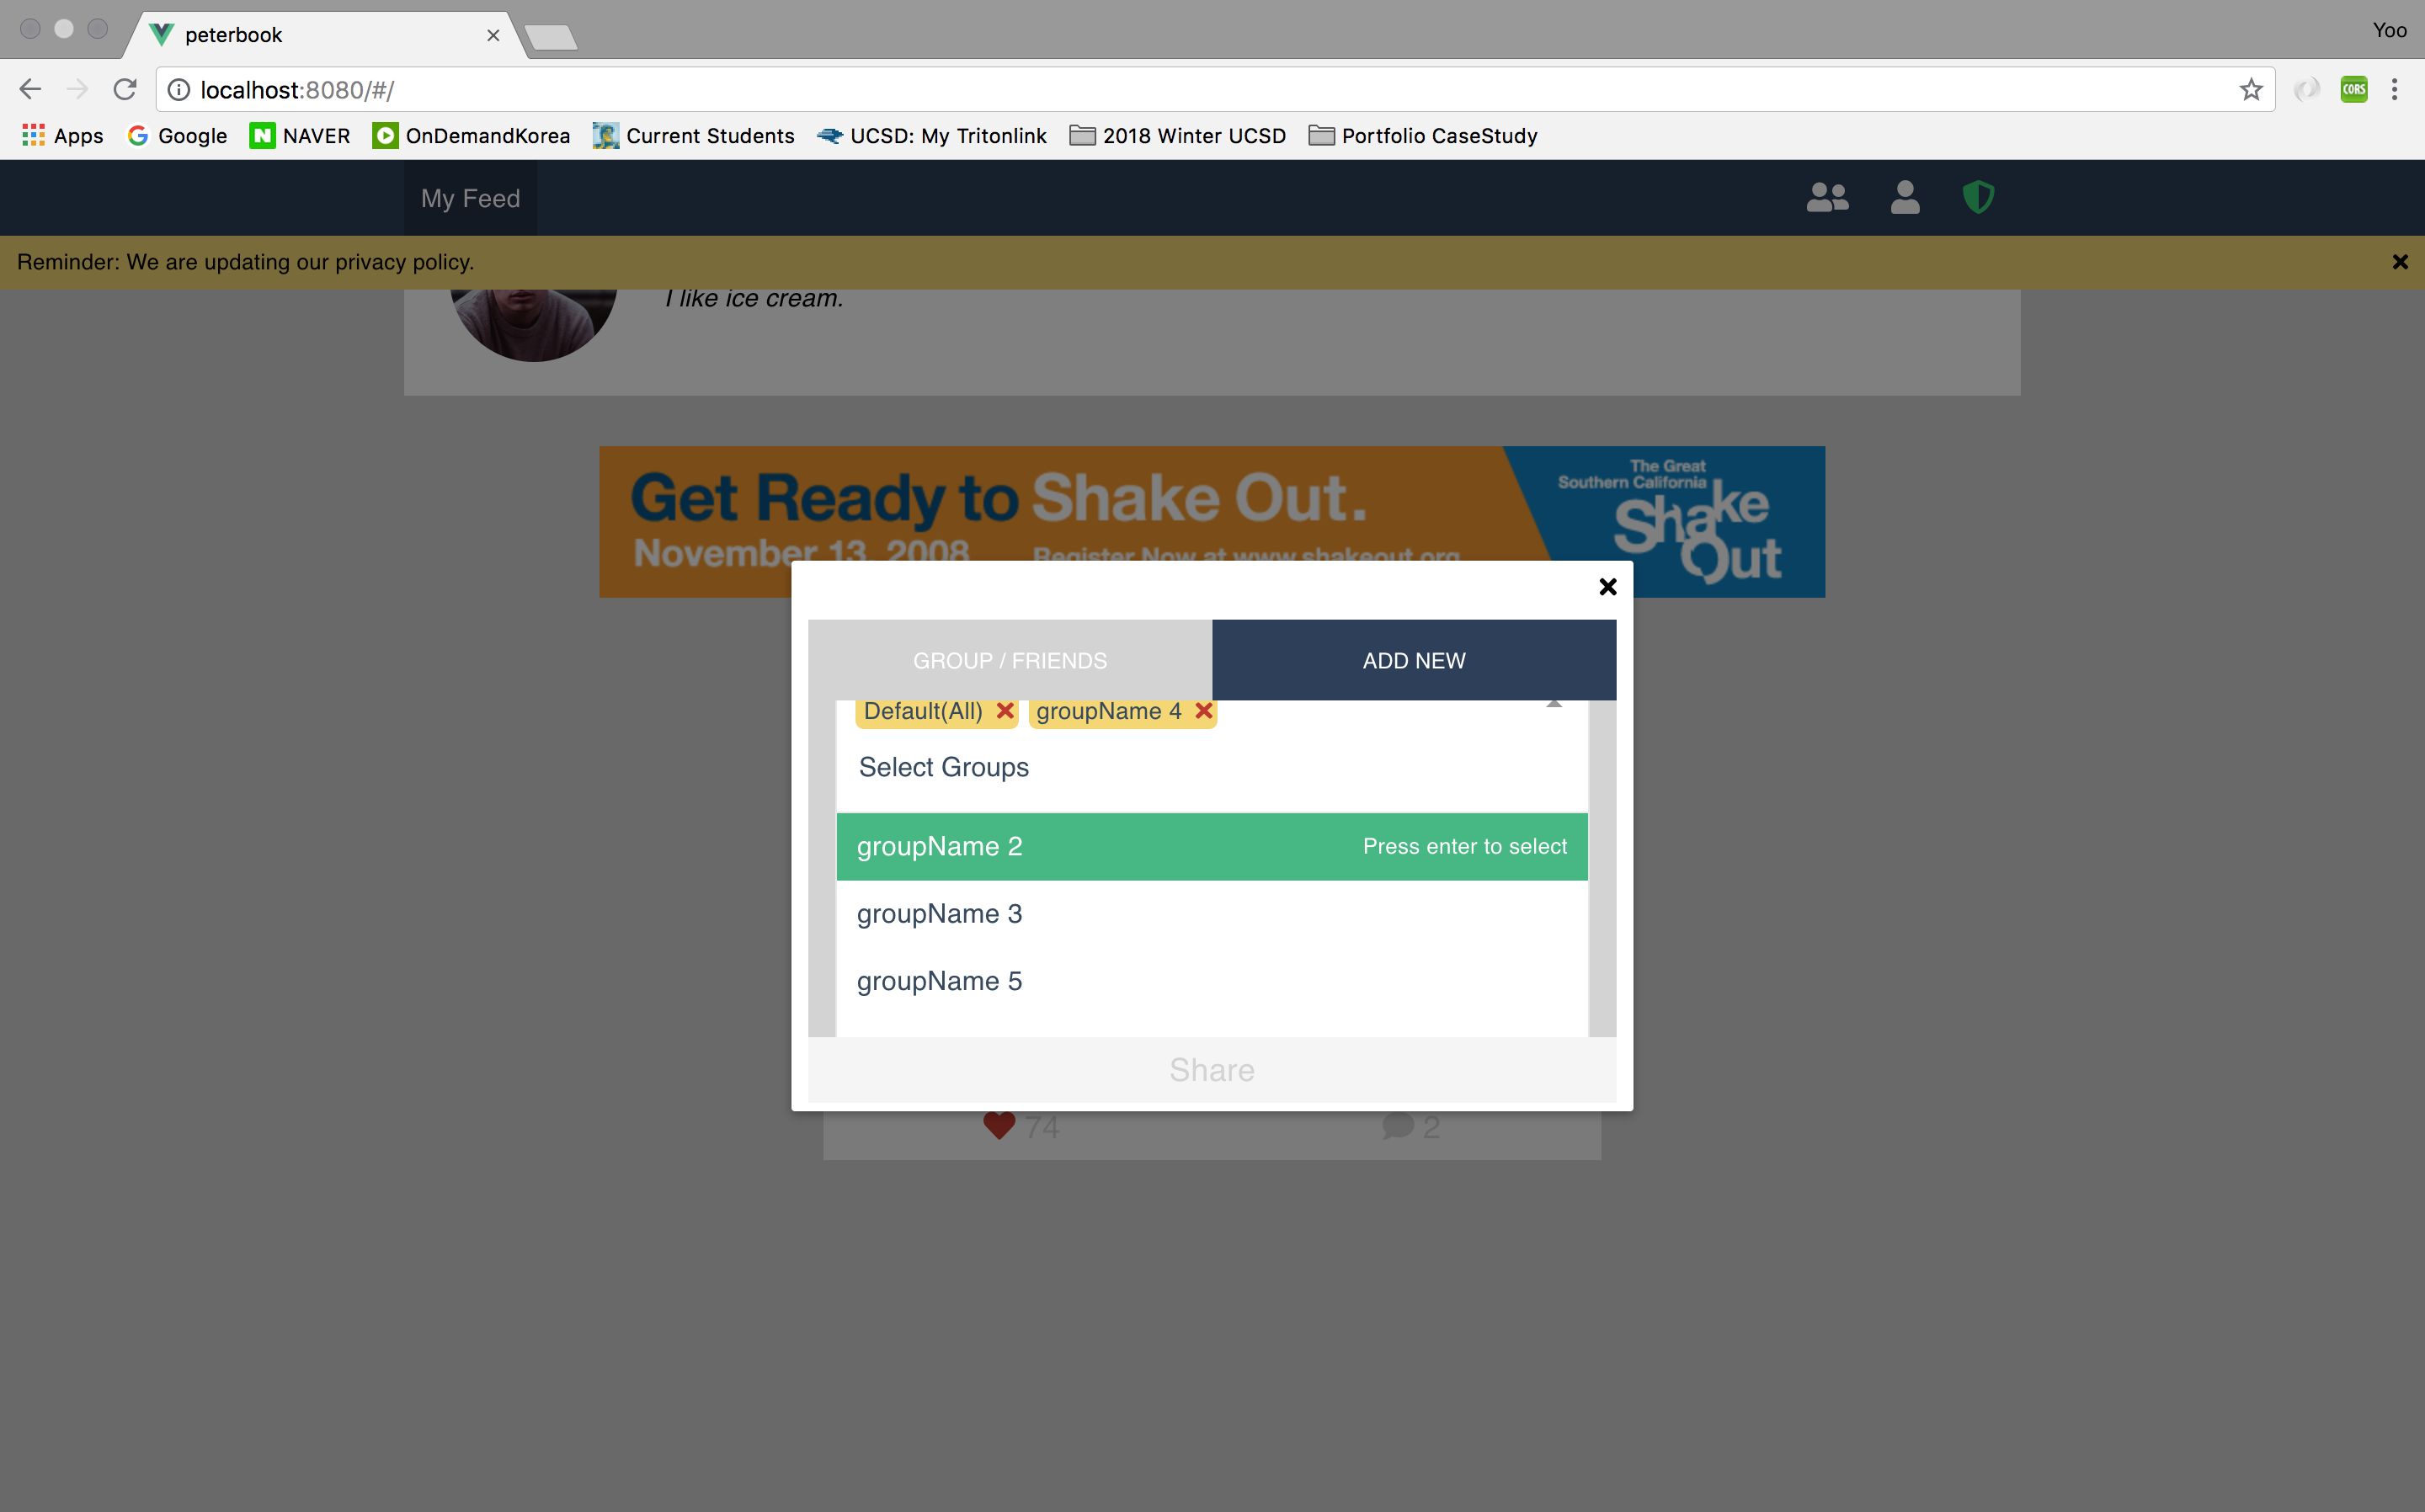 peterbook
Yoo
localhost:8080/#/
CORS
Apps
Google
NAVER
OnDemandKorea
Current Students
UCSD: My Tritonlink
2018 Winter UCSD
Portfolio CaseStudy
My Feed
Reminder: We are updating our privacy policy.
I like ice cream.
Get Ready to Shake Out.
November 13, 2008
Register Now at www.shakeout.org
The Great
Southern California
Shake
Out
GROUP / FRIENDS
ADD NEW
Default(All)
groupName 4
Select Groups
groupName 2
Press enter to select
groupName 3
groupName 5
Share
74
2